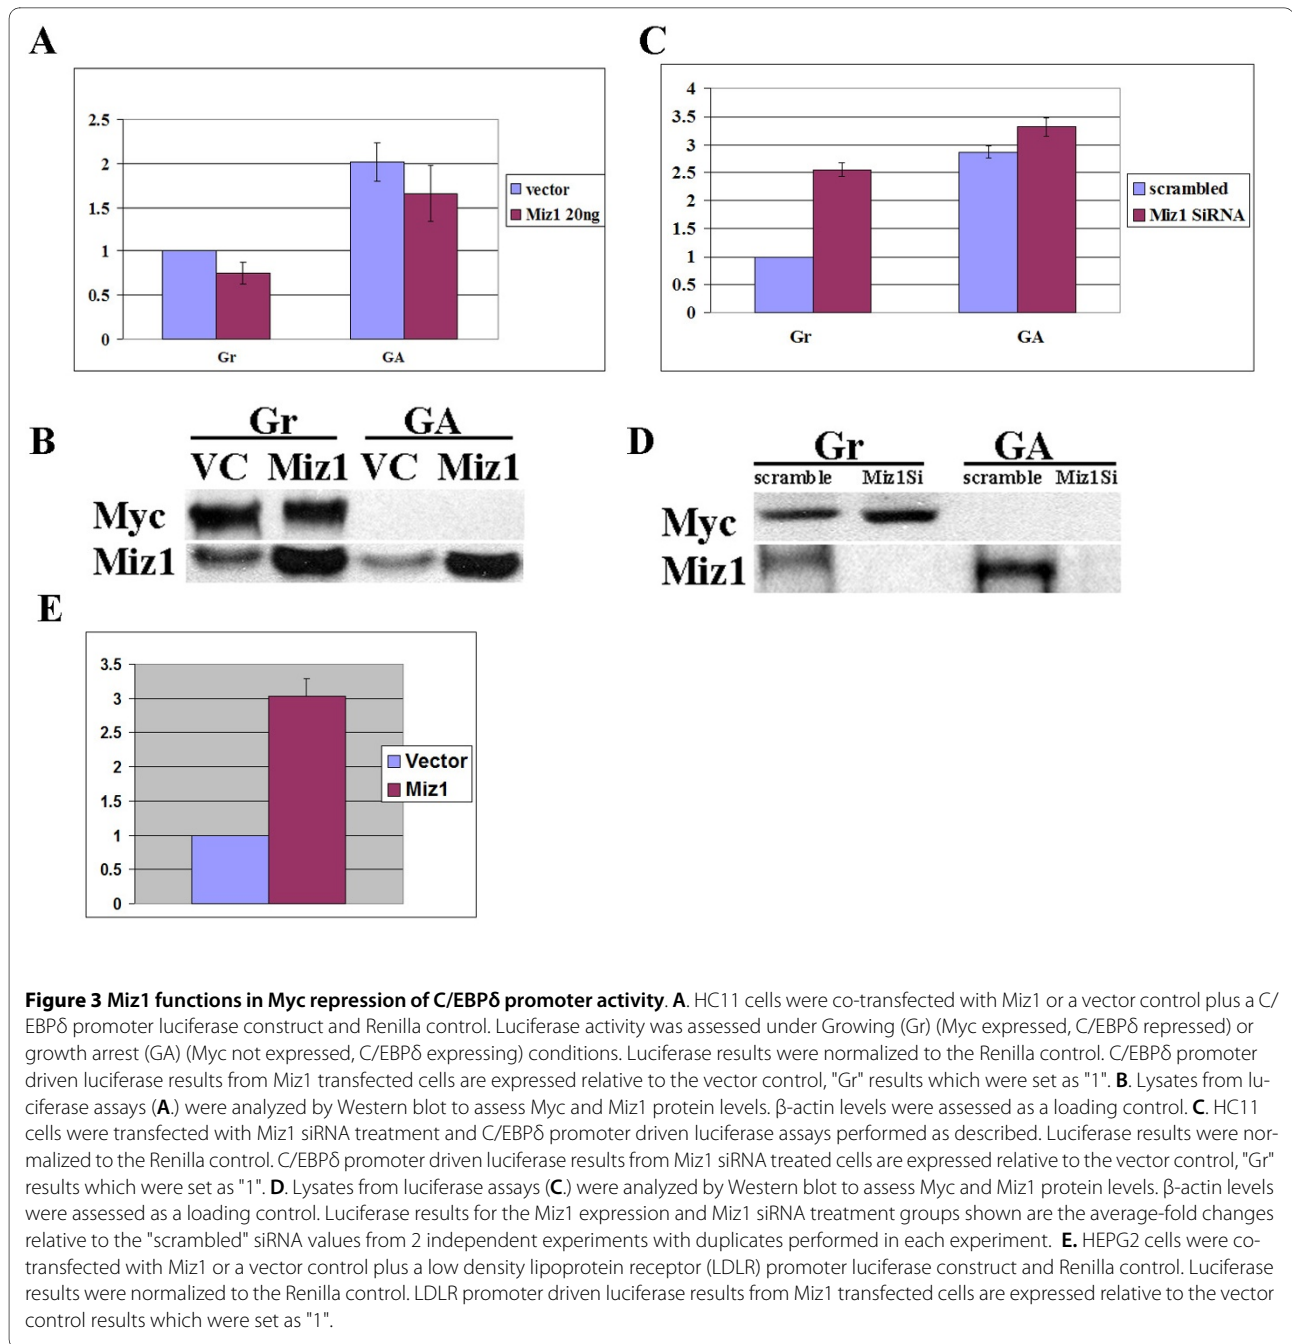 A
2.5
2
1.5
1
0.5
0
Gr
GA
vector
Miz1 20ng
C
4
3.5
3
2.5
2
1.5
1
0.5
0
Gr
GA
scrambled
Miz1 SiRNA
B
Gr GA
VC Miz1 VC Miz1
Myc
Miz1
D
Gr GA
scramble Miz1Si scramble Miz1Si
Myc
Miz1
E
3.5
3
2.5
2
1.5
1
0.5
0
Vector
Miz1
Figure 3 Miz1 functions in Myc repression of C/EBPδ promoter activity. A. HC11 cells were co-transfected with Miz1 or a vector control plus a C/
EBPδ promoter luciferase construct and Renilla control. Luciferase activity was assessed under Growing (Gr) (Myc expressed, C/EBPδ repressed) or
growth arrest (GA) (Myc not expressed, C/EBPδ expressing) conditions. Luciferase results were normalized to the Renilla control. C/EBPδ promoter
driven luciferase results from Miz1 transfected cells are expressed relative to the vector control, "Gr" results which were set as "1". B. Lysates from lu-
ciferase assays (A.) were analyzed by Western blot to assess Myc and Miz1 protein levels. β-actin levels were assessed as a loading control. C. HC11
cells were transfected with Miz1 siRNA treatment and C/EBPδ promoter driven luciferase assays performed as described. Luciferase results were nor-
malized to the Renilla control. C/EBPδ promoter driven luciferase results from Miz1 siRNA treated cells are expressed relative to the vector control, "Gr"
results which were set as "1". D. Lysates from luciferase assays (C.) were analyzed by Western blot to assess Myc and Miz1 protein levels. β-actin levels
were assessed as a loading control. Luciferase results for the Miz1 expression and Miz1 siRNA treatment groups shown are the average-fold changes
relative to the "scrambled" siRNA values from 2 independent experiments with duplicates performed in each experiment. E. HEPG2 cells were co-
transfected with Miz1 or a vector control plus a low density lipoprotein receptor (LDLR) promoter luciferase construct and Renilla control. Luciferase
results were normalized to the Renilla control. LDLR promoter driven luciferase results from Miz1 transfected cells are expressed relative to the vector
control results which were set as "1".